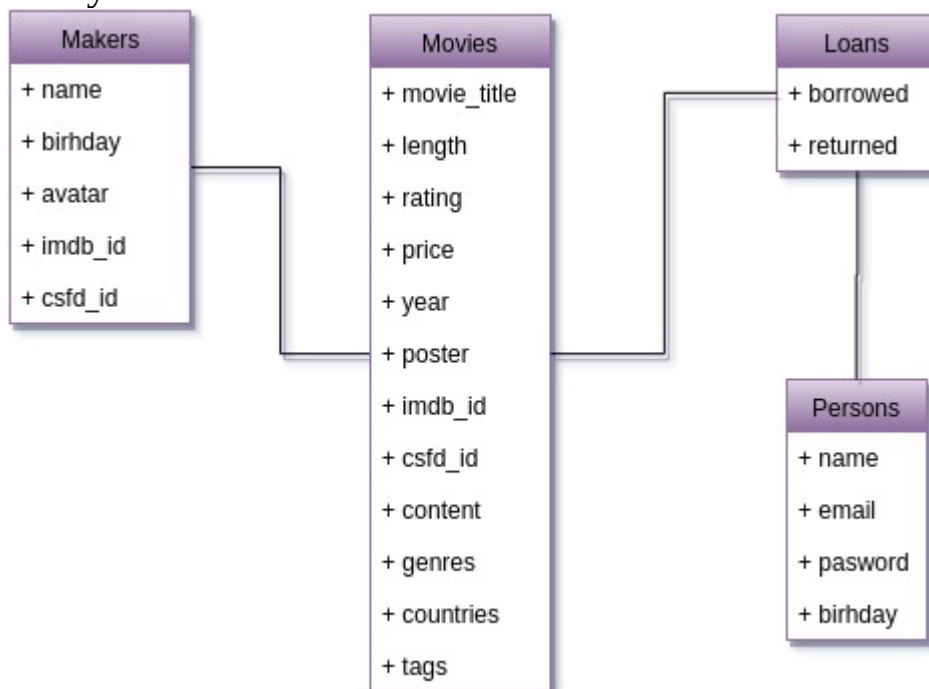 Makers
+ name
+ birhday
+ avatar
+ imdb_id
+ csfd_id
Movies
+ movie_title
+ length
+ rating
+ price
+ year
+ poster
+ imdb_id
+ csfd_id
+ content
+ genres
+ countries
+ tags
Loans
+ borrowed
+ returned
Persons
+ name
+ email
+ pasword
+ birhday